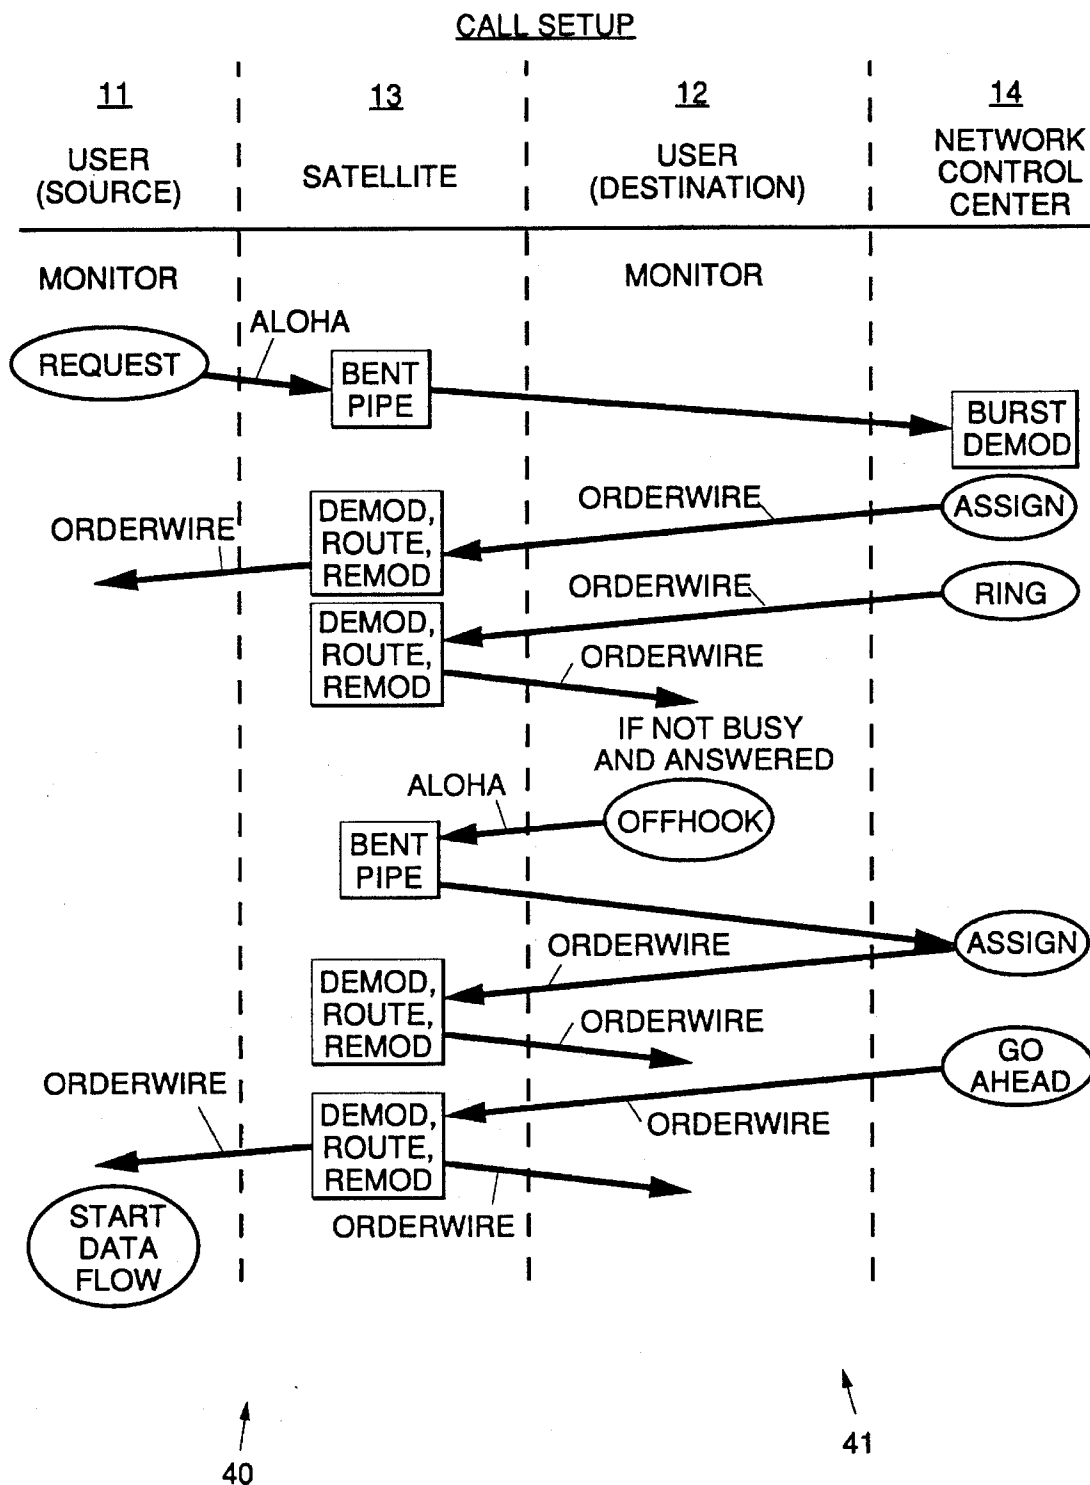 CALL SETUP
11
13
12
14
USER
(SOURCE)
SATELLITE
USER
(DESTINATION)
NETWORK
CONTROL
CENTER
MONITOR
MONITOR
ALOHA
REQUEST
BENT
PIPE
BURST
DEMOD
ORDERWIRE
ASSIGN
ORDERWIRE
DEMOD,
ROUTE,
REMOD
ORDERWIRE
RING
DEMOD,
ROUTE,
REMOD
ORDERWIRE
IF NOT BUSY
AND ANSWERED
ALOHA
OFFHOOK
BENT
PIPE
ORDERWIRE
ASSIGN
DEMOD,
ROUTE,
REMOD
ORDERWIRE
GO
AHEAD
ORDERWIRE
DEMOD,
ROUTE,
REMOD
ORDERWIRE
ORDERWIRE
START
DATA
FLOW
40
41